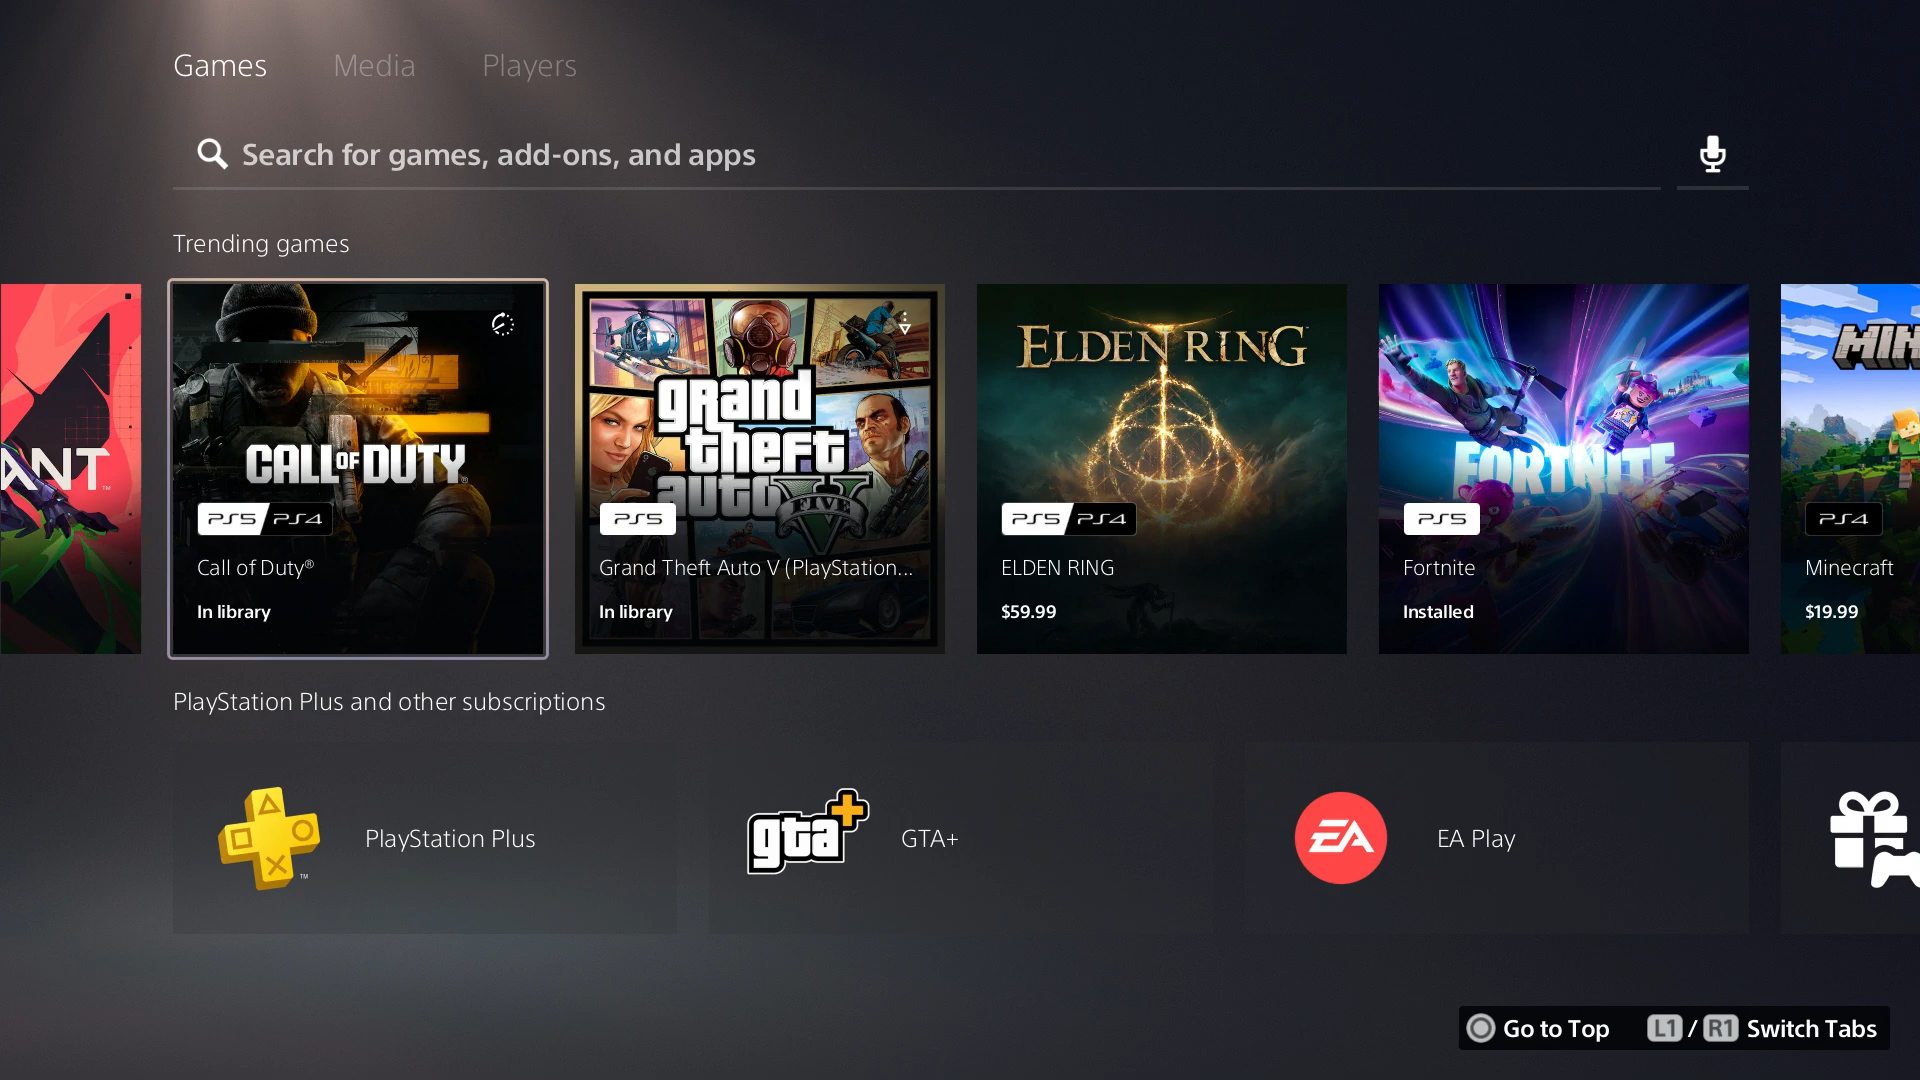 Games Media Players
Search for games, add-ons, and apps
Trending games
ANT™
CALL OF DUTY®
PS5 PS4
Call of Duty®
In library
grand
theft
auto V
FIVE
PS5
Grand Theft Auto V (PlayStation...
In library
ELDEN RING
PS5 PS4
ELDEN RING
$59.99
FORTNITE
PS5
Fortnite
Installed
MIN
PS4
Minecraft
$19.99
PlayStation Plus and other subscriptions
PlayStation Plus
gta+
GTA+
EA
EA Play
Go to Top L1 / R1 Switch Tabs